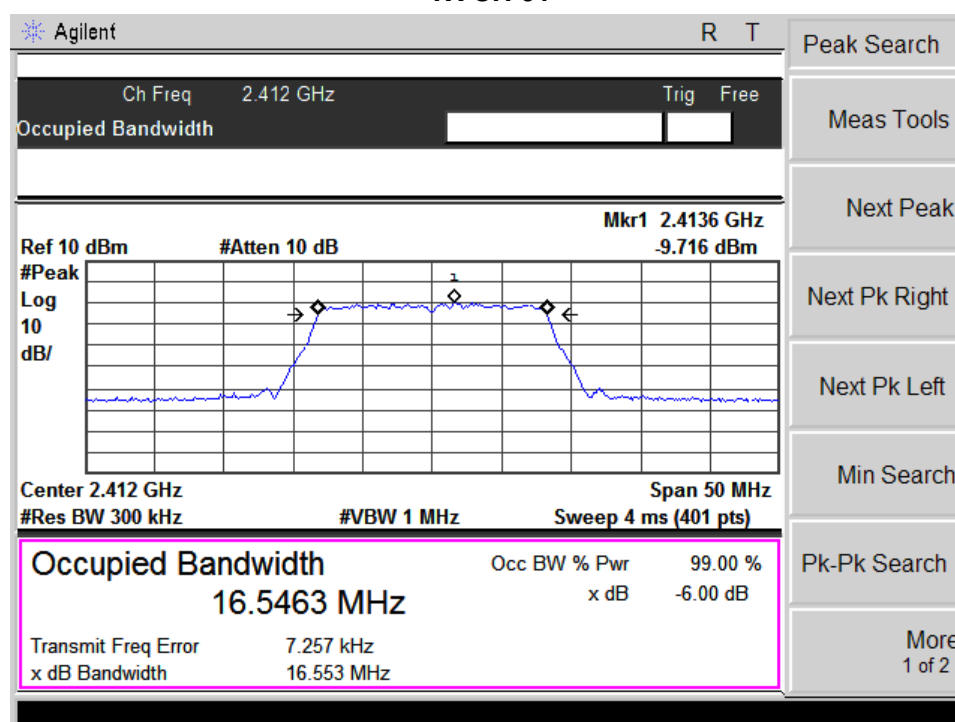 Agilent R T
Peak Search
Ch Freq 2.412 GHz Trig Free
Occupied Bandwidth
Meas Tools
Next Peak
Mkr1 2.4136 GHz
Ref 10 dBm #Atten 10 dB -9.716 dBm
#Peak
Log
10
dB/
1
Next Pk Right
Next Pk Left
Min Search
Center 2.412 GHz Span 50 MHz
#Res BW 300 kHz #VBW 1 MHz Sweep 4 ms (401 pts)
Occupied Bandwidth Occ BW % Pwr 99.00 %
16.5463 MHz x dB -6.00 dB
Pk-Pk Search
Transmit Freq Error 7.257 kHz
x dB Bandwidth 16.553 MHz
More
1 of 2